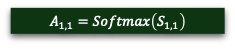 A1,1 = Softmax(S1,1)